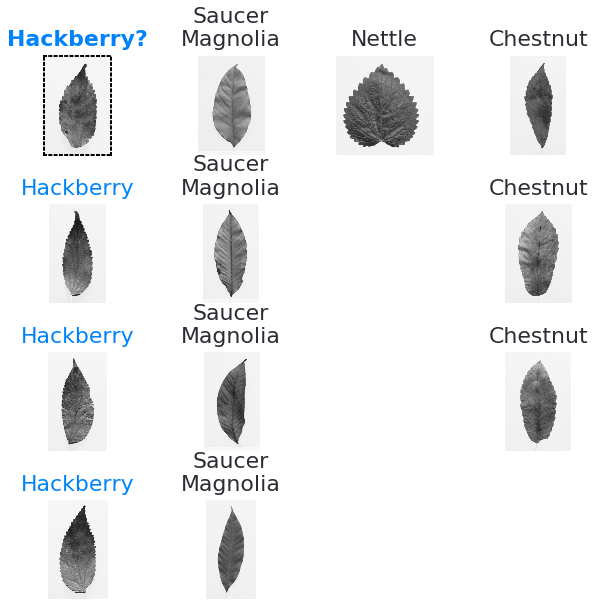 Hackberry?
Saucer
Magnolia
Nettle
Chestnut
Hackberry
Saucer
Magnolia
Chestnut
Hackberry
Saucer
Magnolia
Chestnut
Hackberry
Saucer
Magnolia